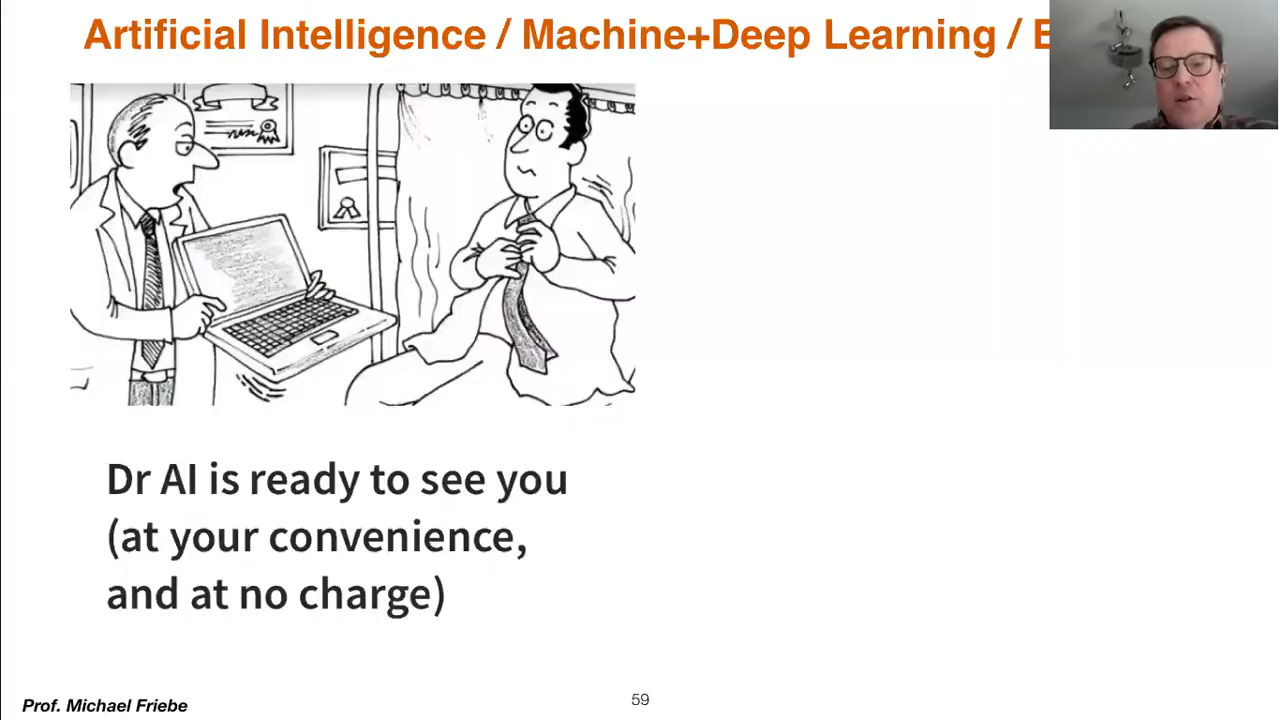 Artificial Intelligence / Machine+Deep Learning /
Dr AI is ready to see you
(at your convenience,
and at no charge)
Prof. Michael Friebe
59